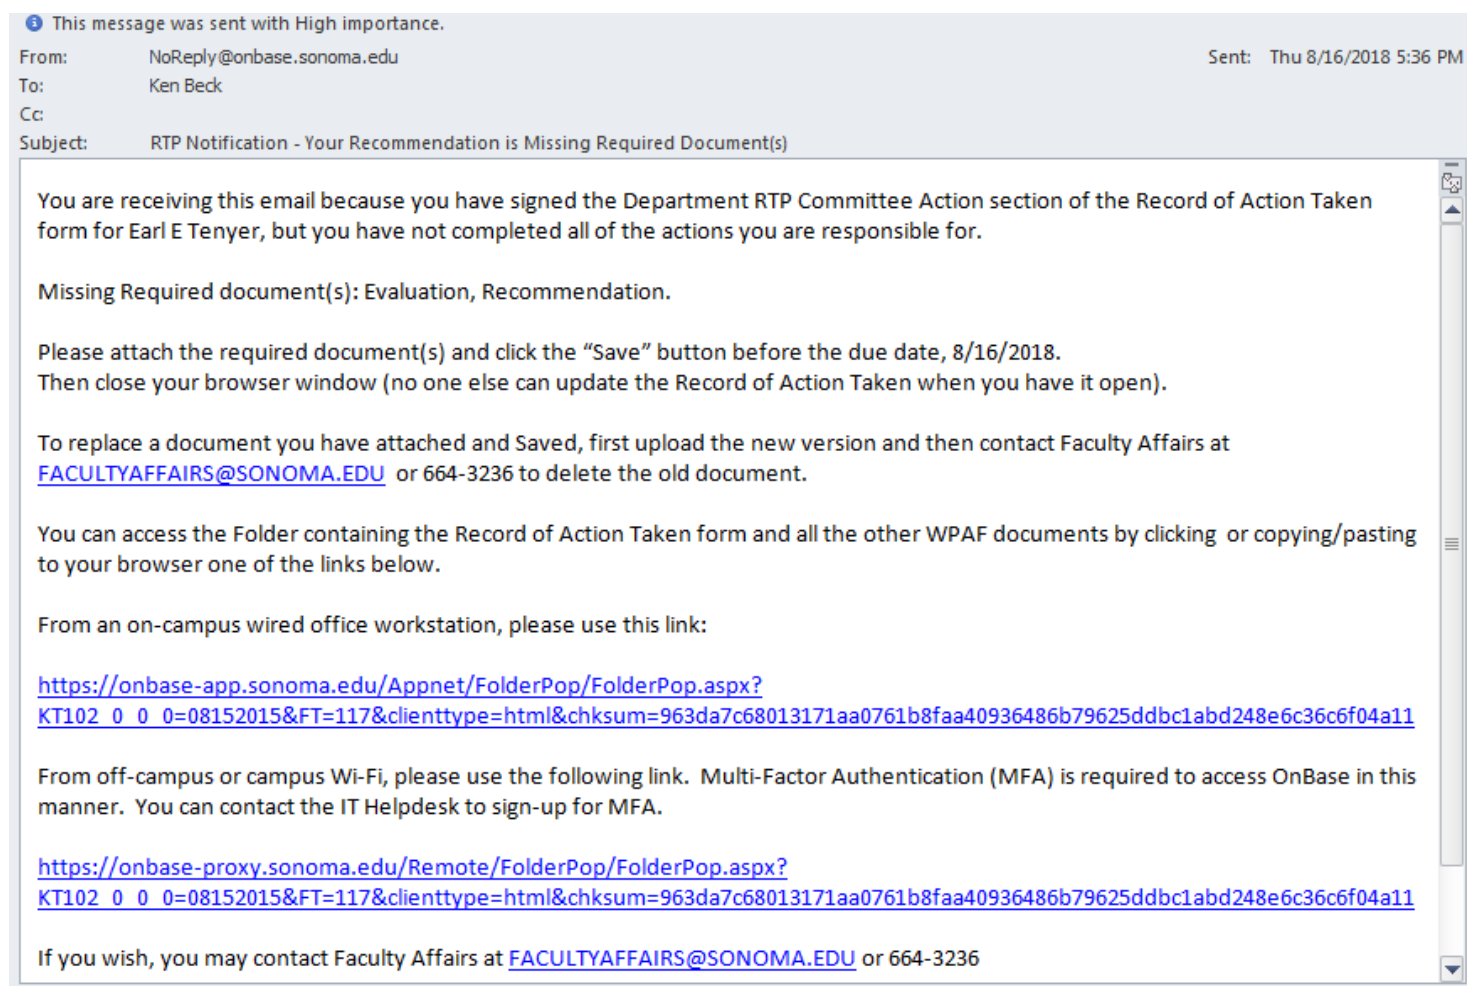 This message was sent with High importance.
From: NoReply@onbase.sonoma.edu Sent: Thu 8/16/2018 5:36 PM
To: Ken Beck
Cc:
Subject: RTP Notification - Your Recommendation is Missing Required Document(s)
You are receiving this email because you have signed the Department RTP Committee Action section of the Record of Action Taken
form for Earl E Tenyer, but you have not completed all of the actions you are responsible for.
Missing Required document(s): Evaluation, Recommendation.
Please attach the required document(s) and click the “Save” button before the due date, 8/16/2018.
Then close your browser window (no one else can update the Record of Action Taken when you have it open).
To replace a document you have attached and Saved, first upload the new version and then contact Faculty Affairs at
FACULTYAFFAIRS@SONOMA.EDU or 664-3236 to delete the old document.
You can access the Folder containing the Record of Action Taken form and all the other WPAF documents by clicking or copying/pasting
to your browser one of the links below.
From an on-campus wired office workstation, please use this link:
https://onbase-app.sonoma.edu/Appnet/FolderPop/FolderPop.aspx?
KT102_0_0_0=08152015&FT=117&clienttype=html&chksum=963da7c68013171aa0761b8faa40936486b79625ddbc1abd248e6c36c6f04a11
From off-campus or campus Wi-Fi, please use the following link. Multi-Factor Authentication (MFA) is required to access OnBase in this
manner. You can contact the IT Helpdesk to sign-up for MFA.
https://onbase-proxy.sonoma.edu/Remote/FolderPop/FolderPop.aspx?
KT102_0_0_0=08152015&FT=117&clienttype=html&chksum=963da7c68013171aa0761b8faa40936486b79625ddbc1abd248e6c36c6f04a11
If you wish, you may contact Faculty Affairs at FACULTYAFFAIRS@SONOMA.EDU or 664-3236